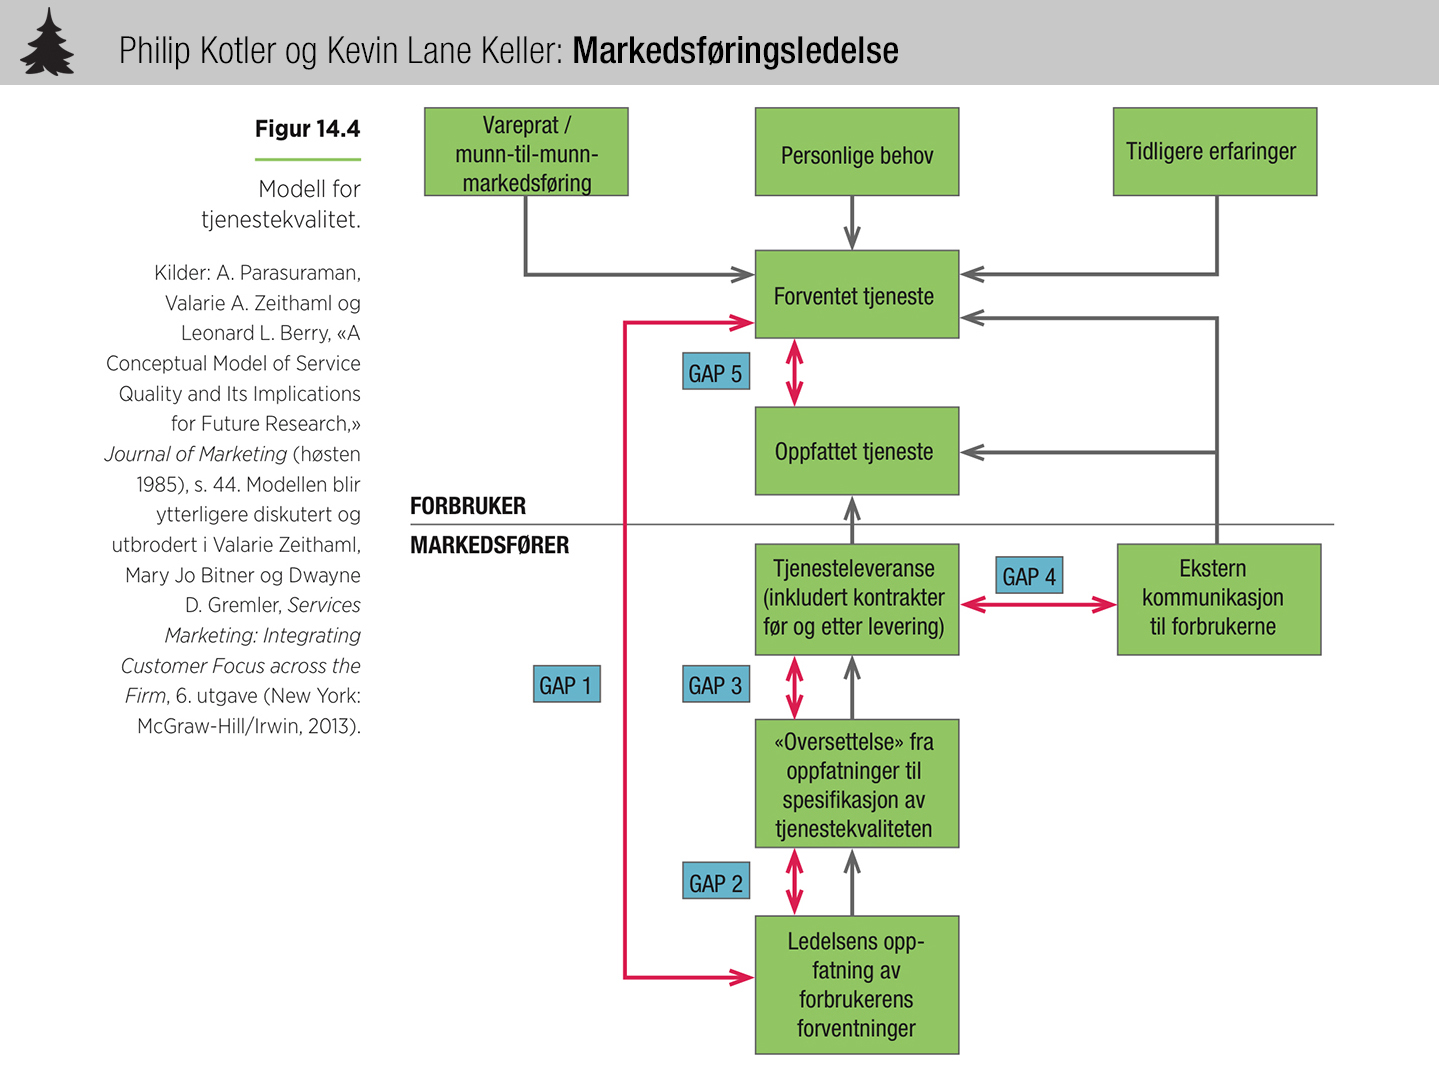 Philip Kotler og Kevin Lane Keller: Markedsføringsledelse
Figur 14.4
Modell for
tjenestekvalitet.
Kilder: A. Parasuraman,
Valarie A. Zeithaml og
Leonard L. Berry, «A
Conceptual Model of Service
Quality and Its Implications
for Future Research,»
Journal of Marketing (høsten
1985), s. 44. Modellen blir
ytterligere diskutert og
utbrodert i Valarie Zeithaml,
Mary Jo Bitner og Dwayne
D. Gremler, Services
Marketing: Integrating
Customer Focus across the
Firm, 6. utgave (New York:
McGraw-Hill/Irwin, 2013).
Vareprat /
munn-til-munn-
markedsføring
Personlige behov
Tidligere erfaringer
Forventet tjeneste
GAP 5
Oppfattet tjeneste
FORBRUKER
MARKEDSFØRER
Tjenesteleveranse
(inkludert kontrakter
før og etter levering)
GAP 4
Ekstern
kommunikasjon
til forbrukerne
GAP 1
GAP 3
«Oversettelse» fra
oppfatninger til
spesifikasjon av
tjenestekvaliteten
GAP 2
Ledelsens opp-
fatning av
forbrukerens
forventninger